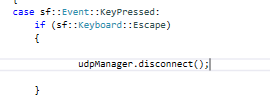 case sf::Event::KeyPressed:
if (sf::Keyboard::Escape)
{
udpManager.disconnect();
}